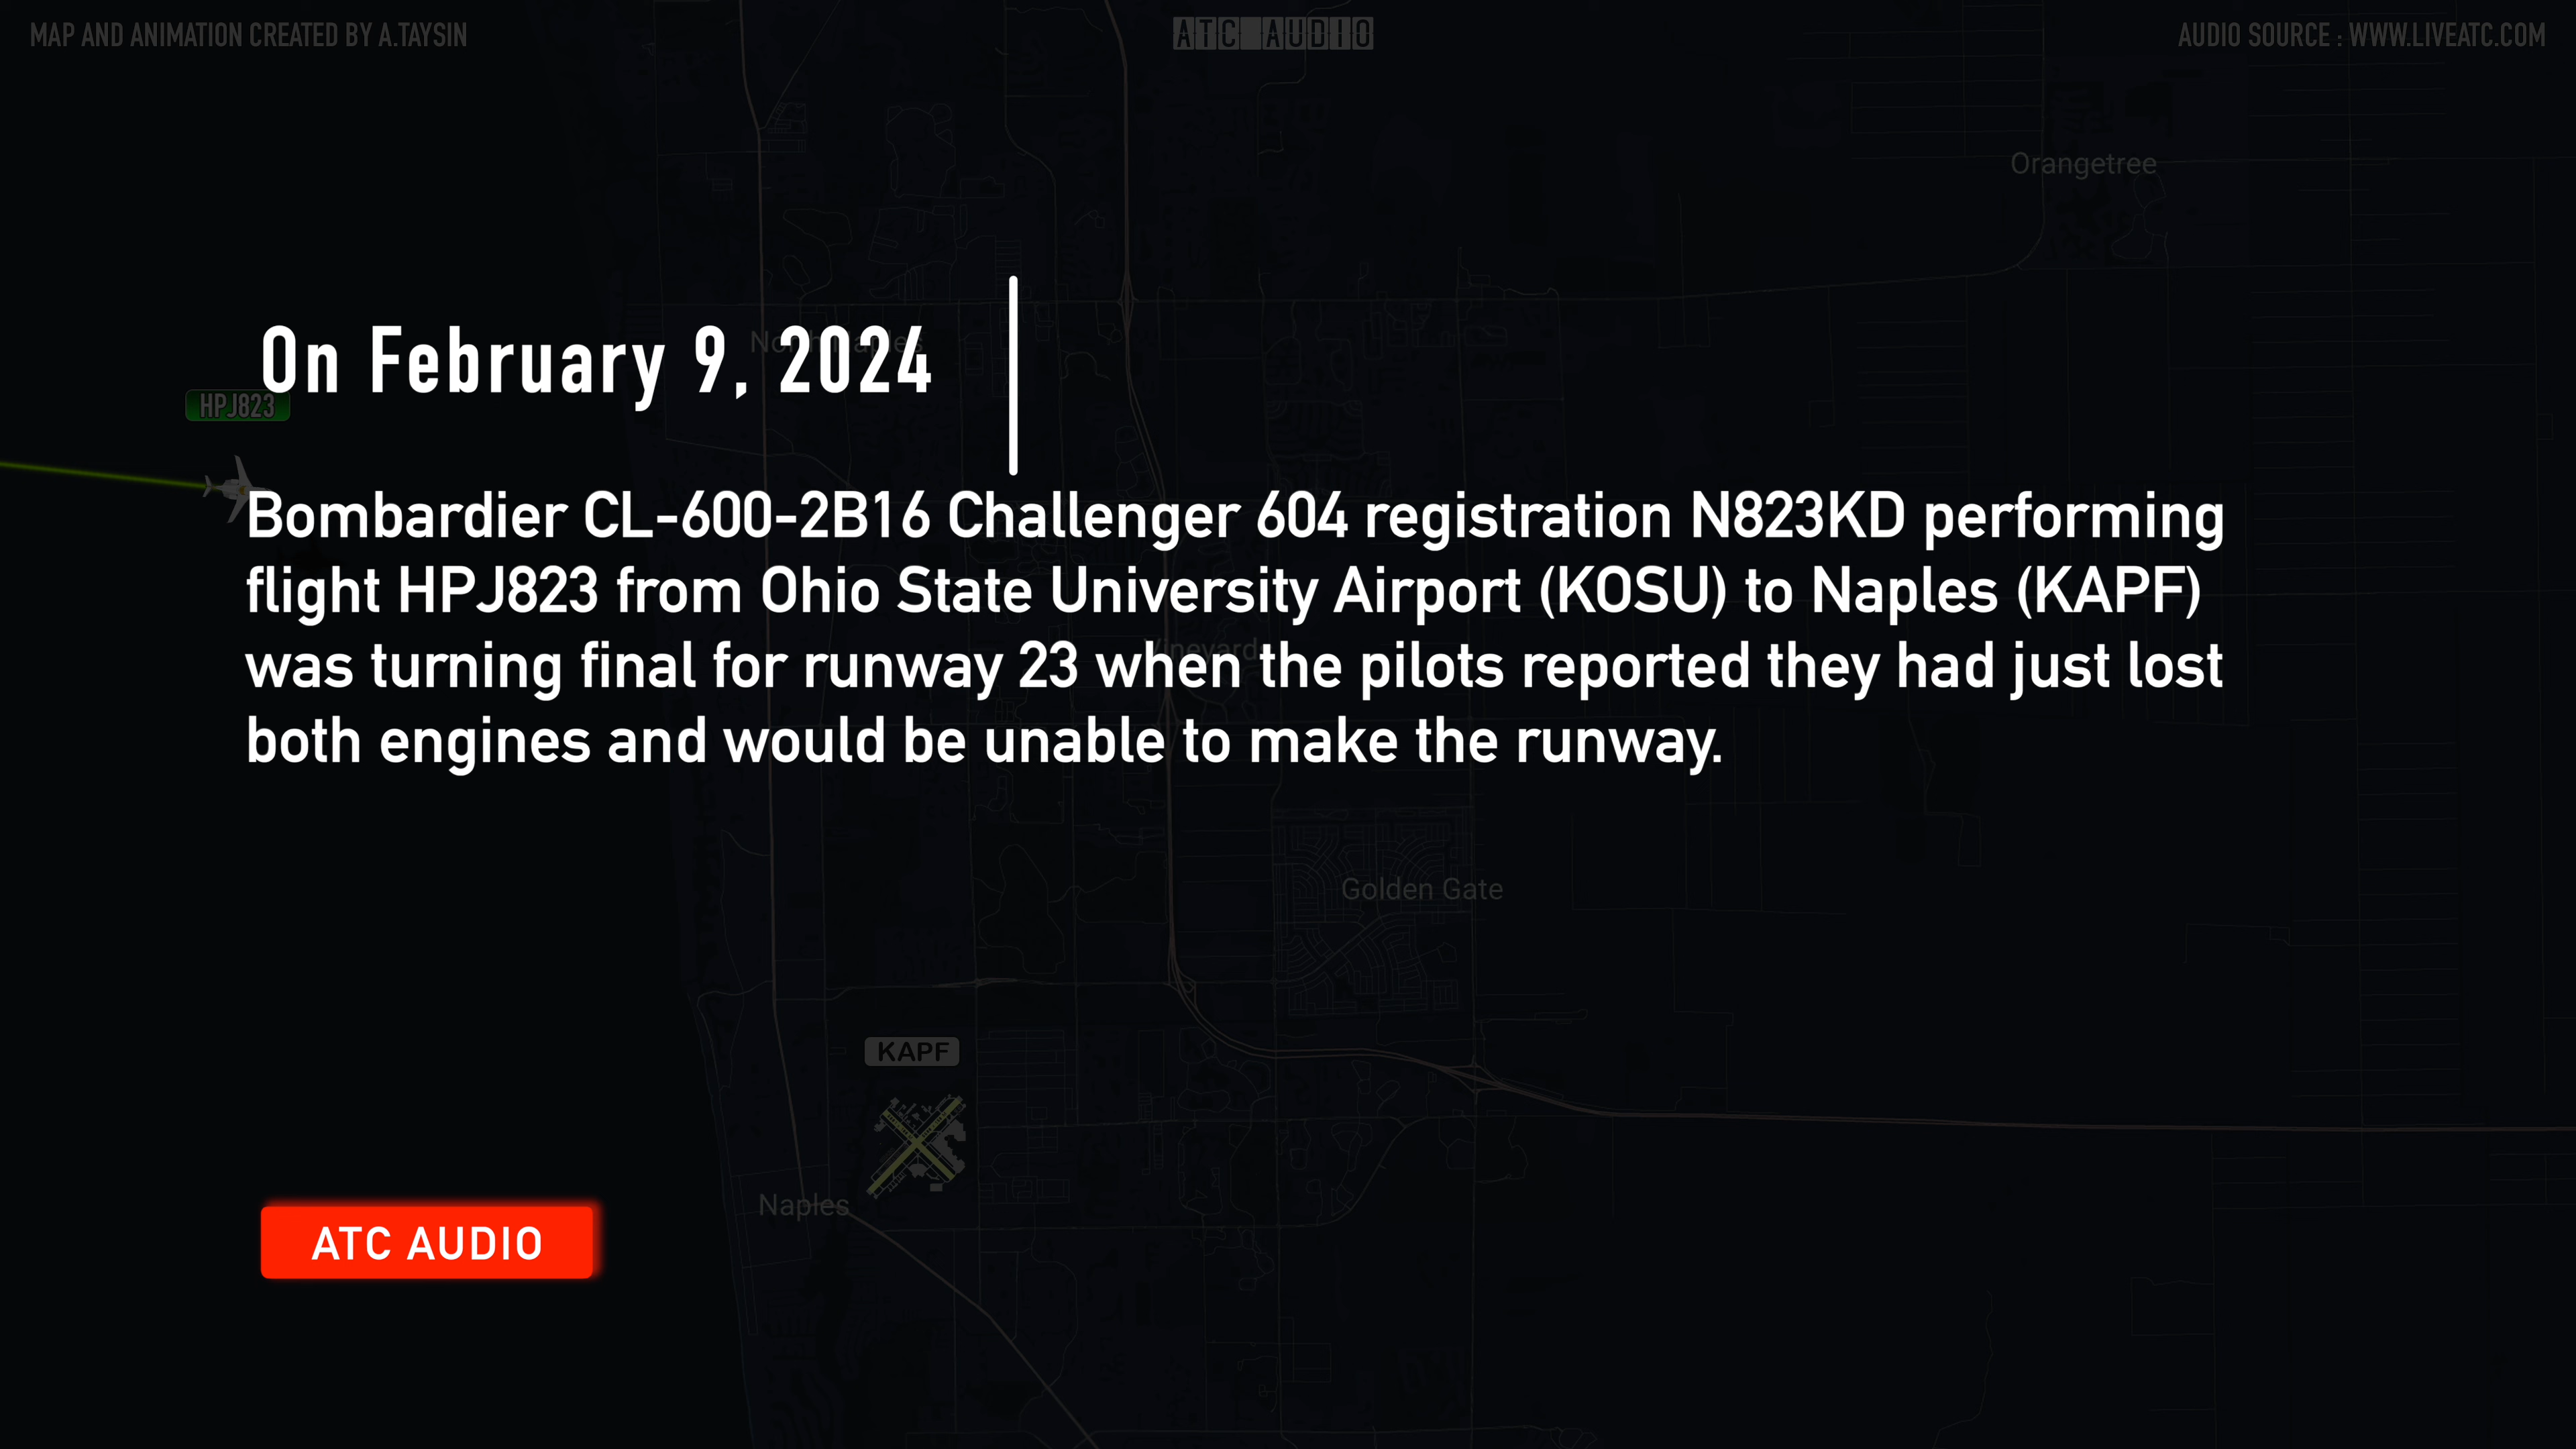 MAP AND ANIMATION CREATED BY A.TAYSIN
ATC AUDIO
AUDIO SOURCE : WWW.LIVEATC.COM
Orangetree
North Naples
On February 9, 2024
HPJ823
Bombardier CL-600-2B16 Challenger 604 registration N823KD performing
flight HPJ823 from Ohio State University Airport (KOSU) to Naples (KAPF)
was turning final for runway 23 when the pilots reported they had just lost
both engines and would be unable to make the runway.
Vineyards
Golden Gate
KAPF
Naples
ATC AUDIO